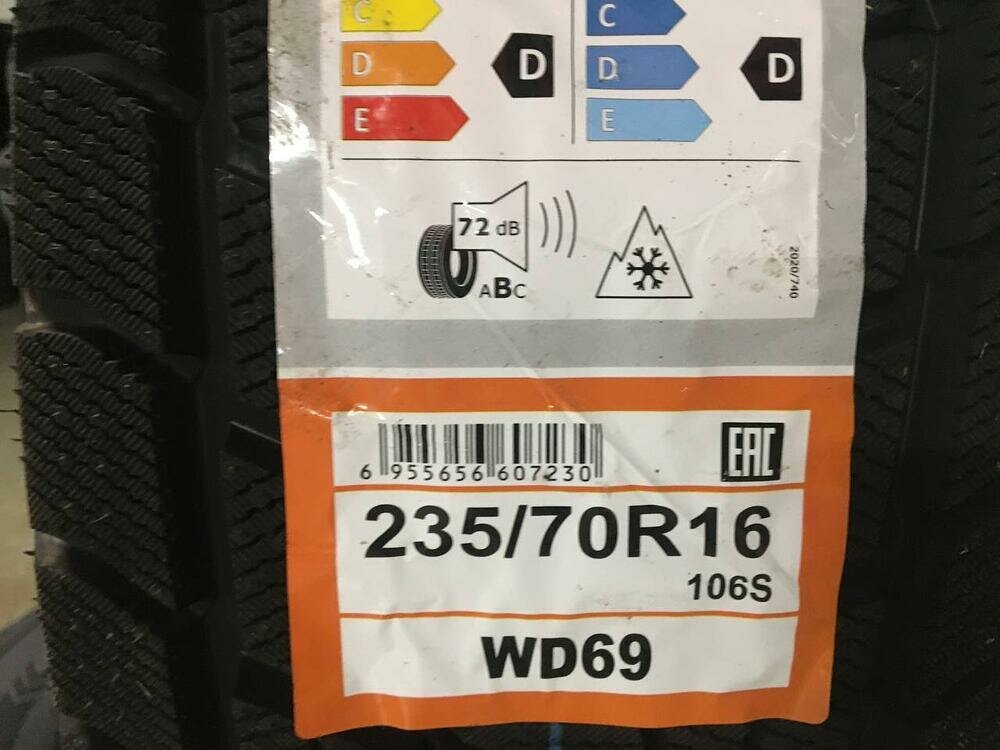 C C
D D D D
E E
72 dB
ABC
2020/740
6 955656 607230
EAC
235/70R16
106S
WD69